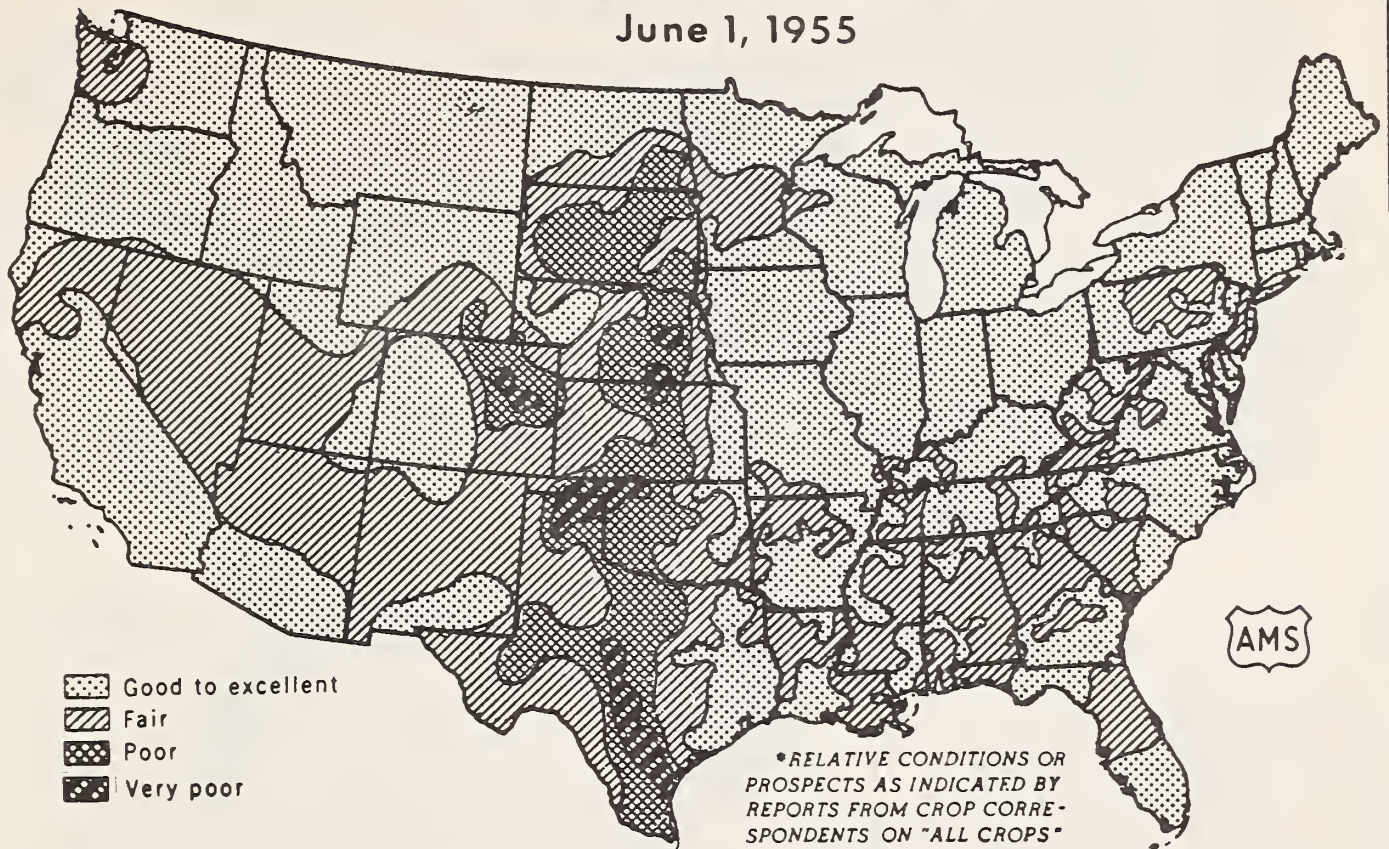 June 1, 1955
AMS
Good to excellent
Fair
Poor
Very poor
*RELATIVE CONDITIONS OR
PROSPECTS AS INDICATED BY
REPORTS FROM CROP CORRE-
SPONDENTS ON "ALL CROPS"